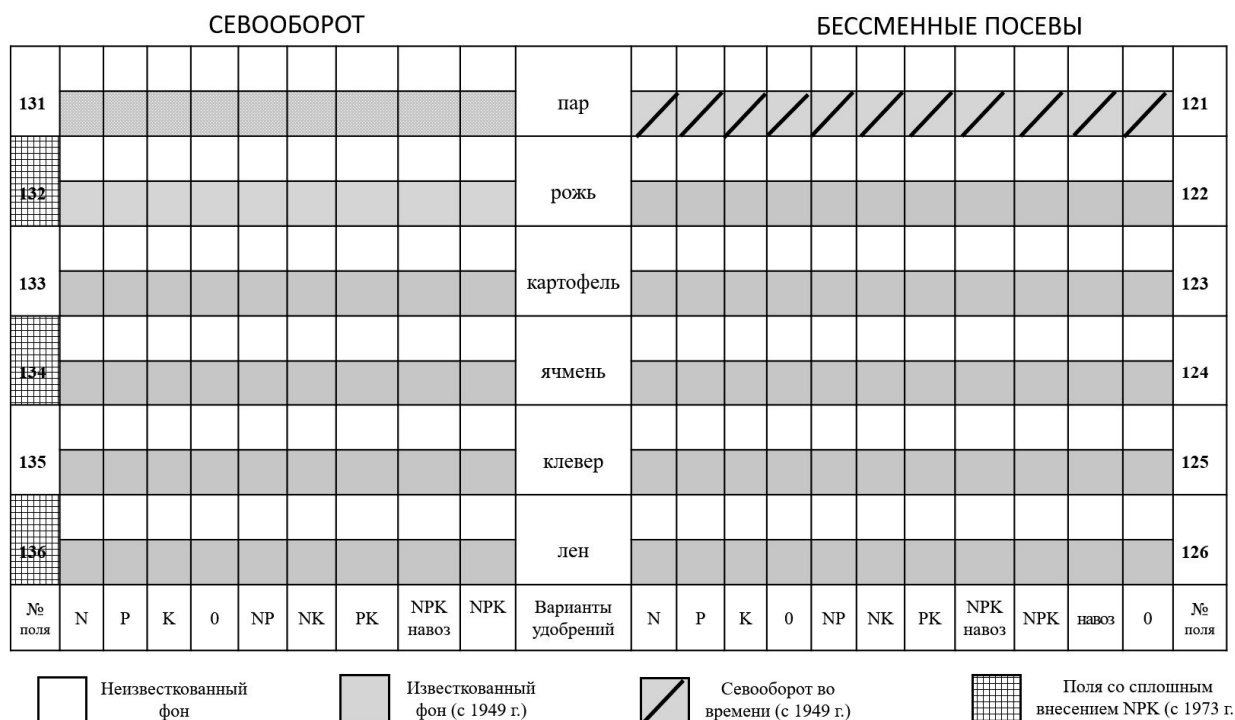 СЕВООБОРОТ
БЕССМЕННЫЕ ПОСЕВЫ
131 пар 121
132 рожь 122
133 картофель 123
134 ячмень 124
135 клевер 125
136 лен 126
№ поля N P K 0 NP NK PK NPK навоз NPK Варианты удобрений N P K 0 NP NK PK NPK навоз NPK навоз 0 № поля
Неизвесткованный
фон
Известкованный
фон (с 1949 г.)
Севооборот во
времени (с 1949 г.)
Поля со сплошным
внесением NPK (с 1973 г.